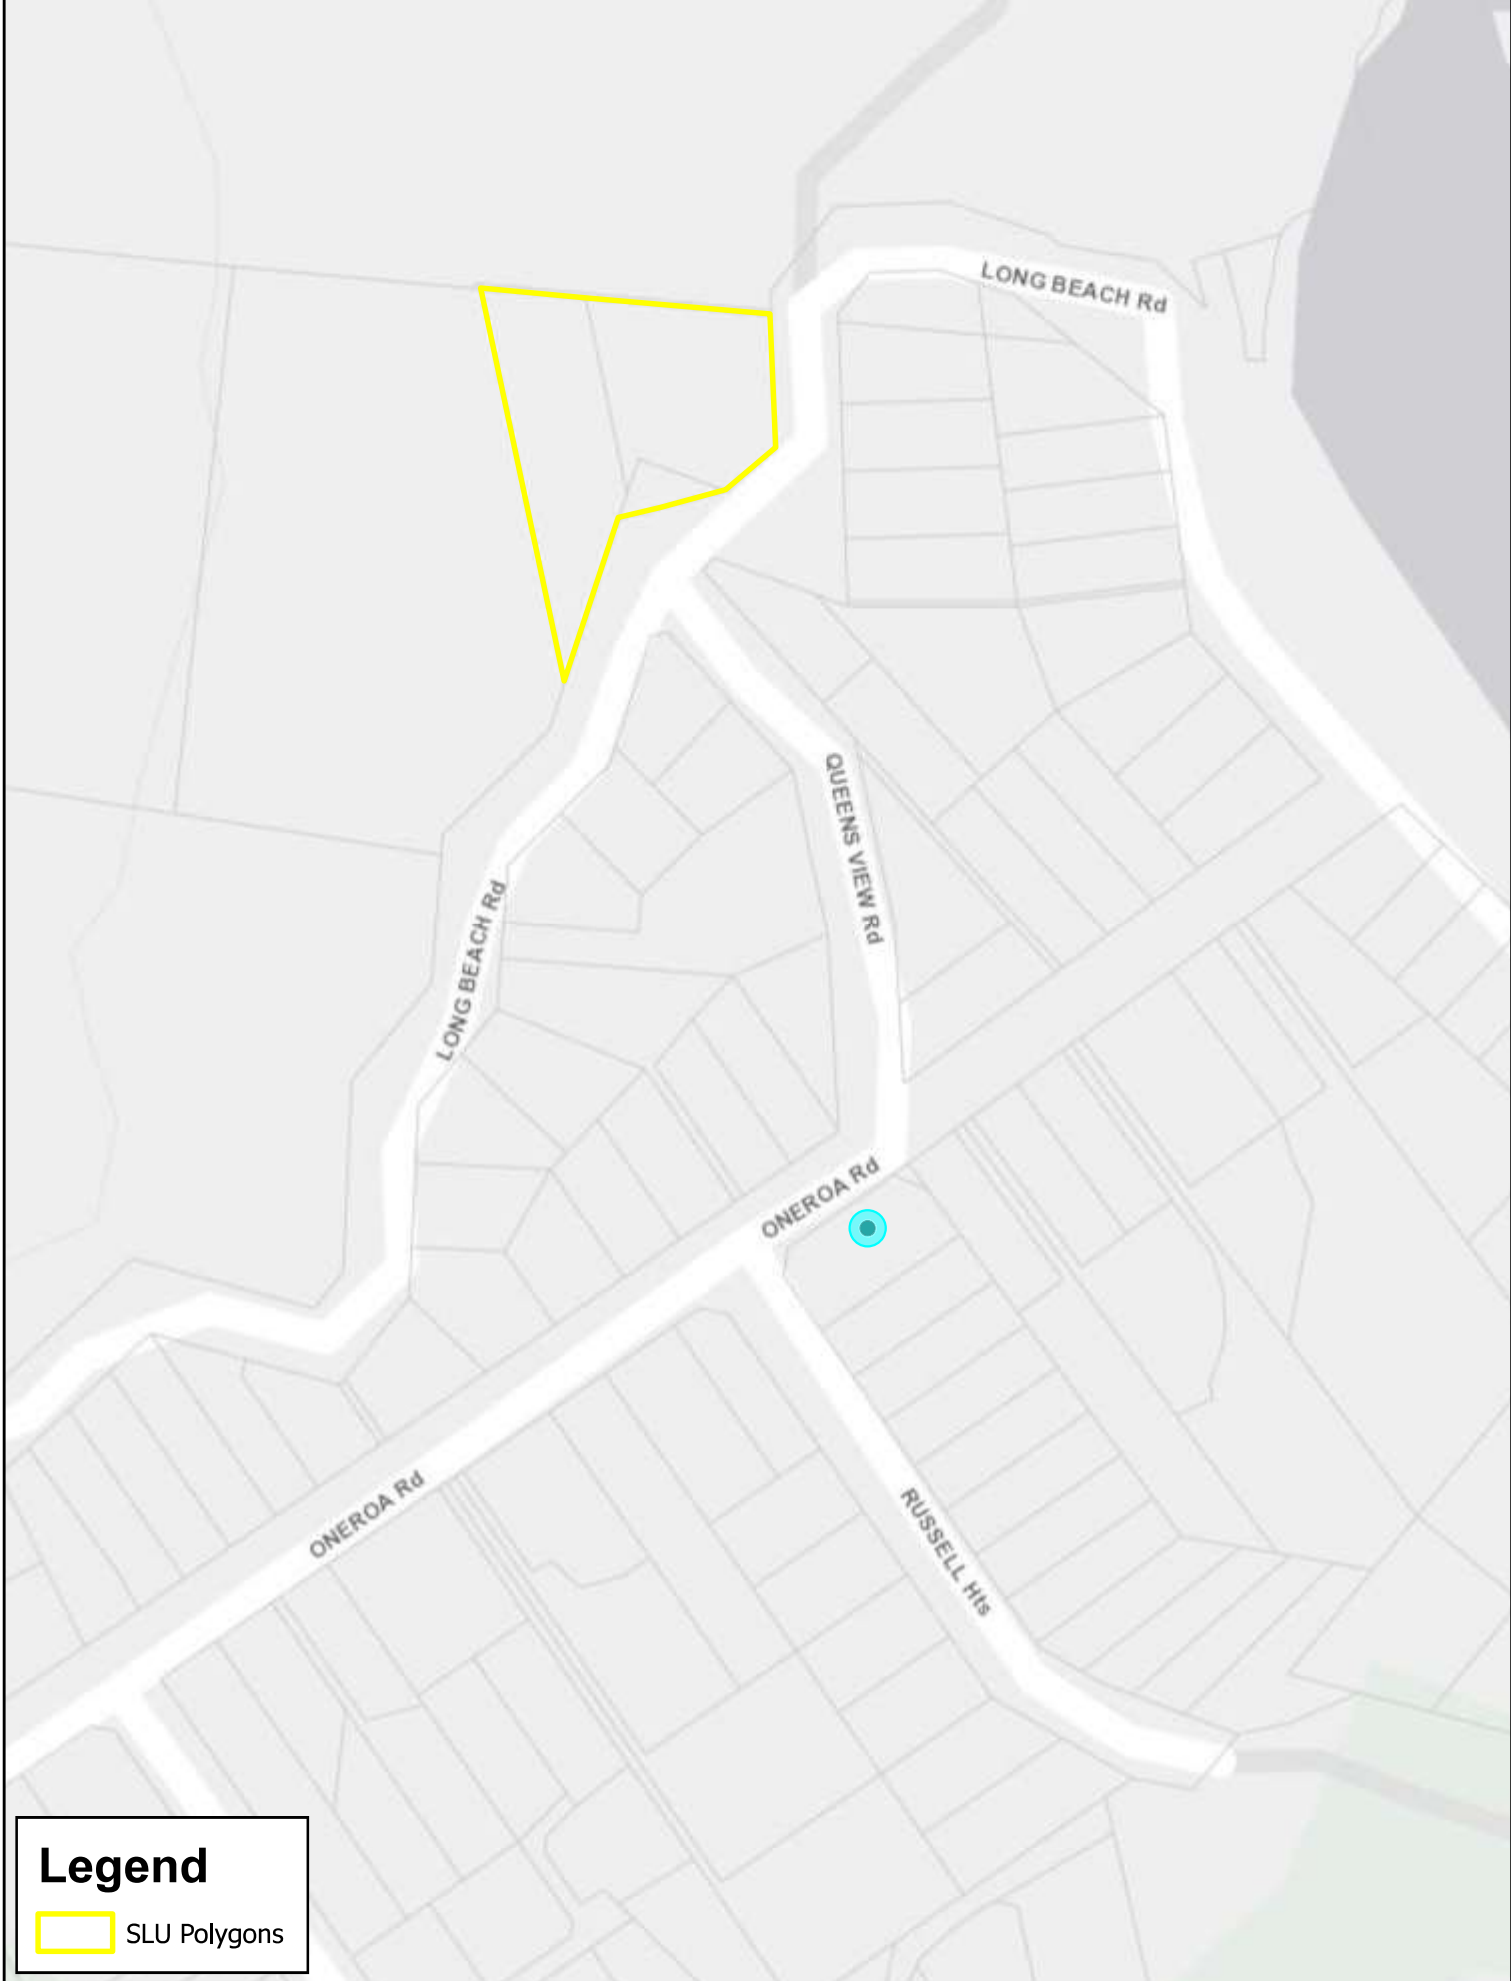 LONG BEACH Rd
QUEENS VIEW Rd
LONG BEACH Rd
ONEROA Rd
ONEROA Rd
RUSSELL Hts
Legend
SLU Polygons